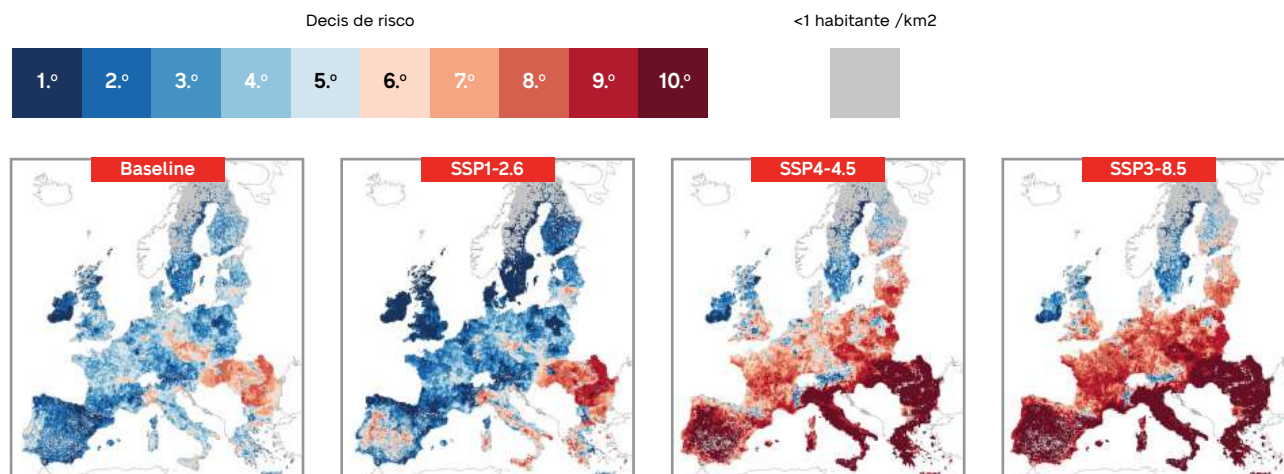 Decis de risco
<1 habitante /km2
1.º 2.º 3.º 4.º 5.º 6.º 7.º 8.º 9.º 10.º
Baseline
SSP1-2.6
SSP4-4.5
SSP3-8.5